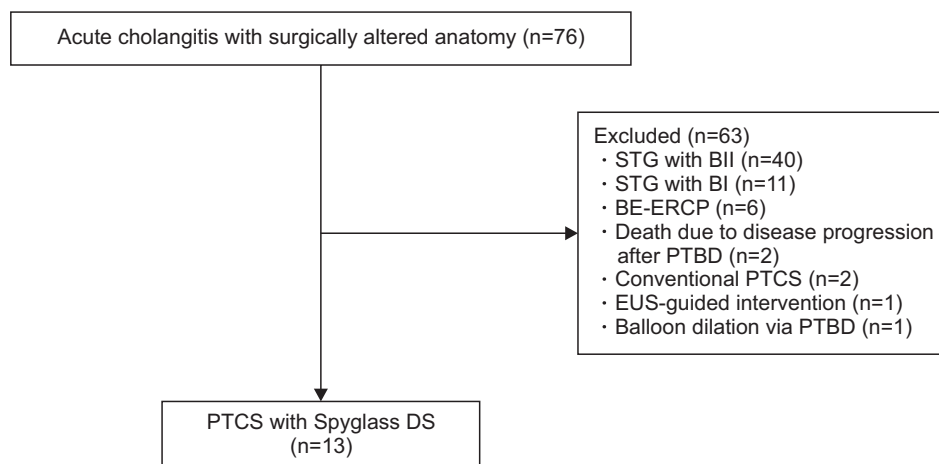 Acute cholangitis with surgically altered anatomy (n=76)
Excluded (n=63)
· STG with BII (n=40)
· STG with BI (n=11)
· BE-ERCP (n=6)
· Death due to disease progression
after PTBD (n=2)
· Conventional PTCS (n=2)
· EUS-guided intervention (n=1)
· Balloon dilation via PTBD (n=1)
PTCS with Spyglass DS
(n=13)